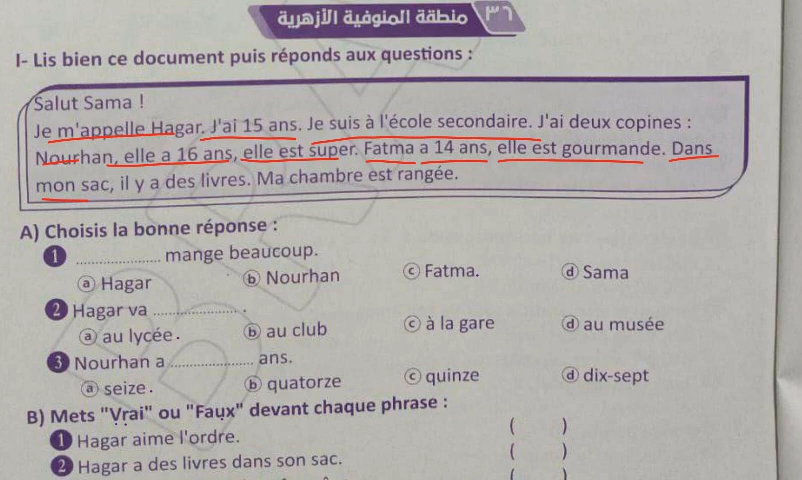 ٣٦ منطقة المنوفية الأزهرية
I- Lis bien ce document puis réponds aux questions :
Salut Sama !
Je m'appelle Hagar. J'ai 15 ans. Je suis à l'école secondaire. J'ai deux copines :
Nourhan, elle a 16 ans, elle est super. Fatma a 14 ans, elle est gourmande. Dans
mon sac, il y a des livres. Ma chambre est rangée.
A) Choisis la bonne réponse :
1 .................... mange beaucoup.
a Hagar b Nourhan c Fatma. d Sama
2 Hagar va .................... .
a au lycée. b au club c à la gare d au musée
3 Nourhan a .................... ans.
a seize. b quatorze c quinze d dix-sept
B) Mets "Vrai" ou "Faux" devant chaque phrase :
1 Hagar aime l'ordre. ( )
2 Hagar a des livres dans son sac. ( )